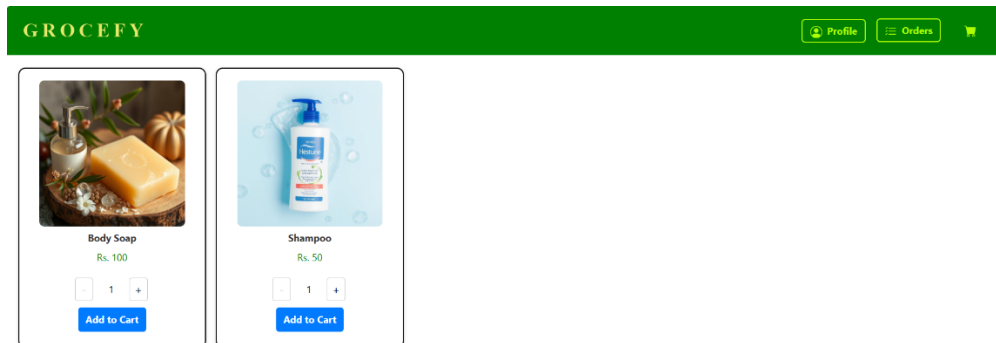 GROCEFY
Profile
Orders
Body Soap
Rs. 100
- 1 +
Add to Cart
Shampoo
Rs. 50
- 1 +
Add to Cart